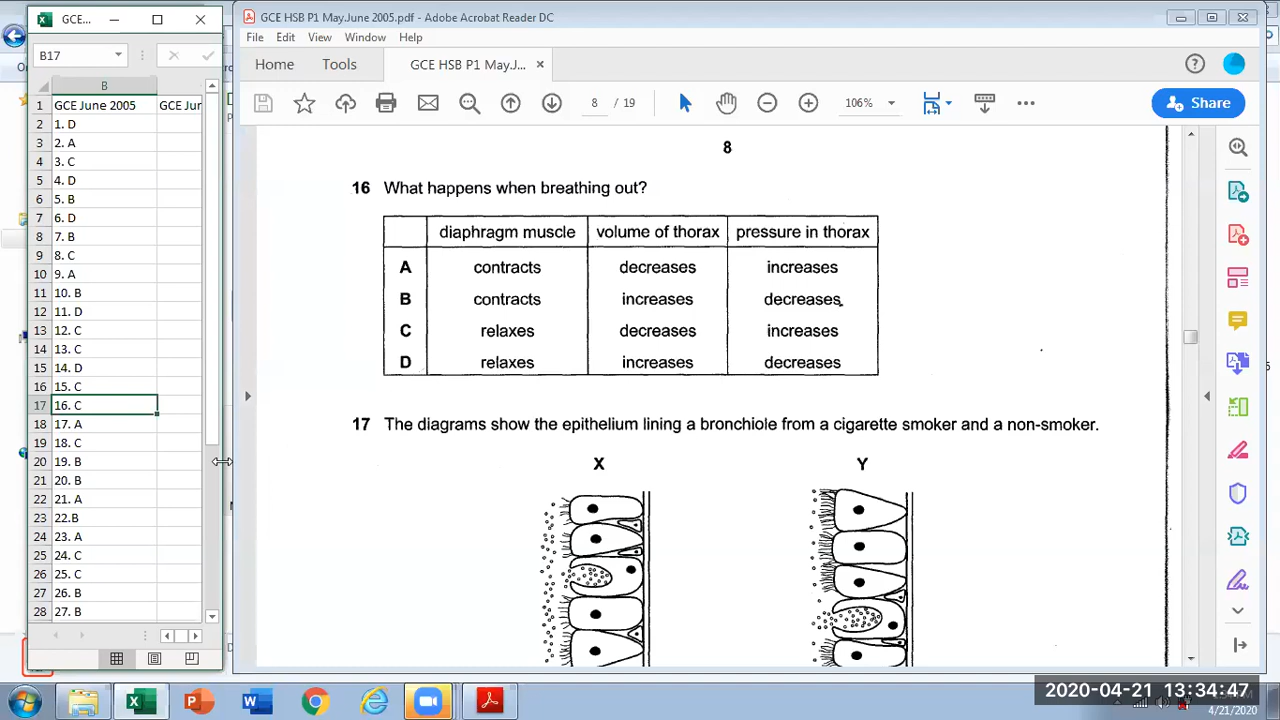 GCE...
GCE HSB P1 May.June 2005.pdf - Adobe Acrobat Reader DC
File Edit View Window Help
B17
Home Tools GCE HSB P1 May.J... ×
8 / 19
106%
Share
B
1 GCE June 2005 GCE Jur
2 1. D
3 2. A
4 3. C
5 4. D
6 5. B
7 6. D
8 7. B
9 8. C
10 9. A
11 10. B
12 11. D
13 12. C
14 13. C
15 14. D
16 15. C
17 16. C
18 17. A
19 18. C
20 19. B
21 20. B
22 21. A
23 22.B
24 23. A
25 24. C
26 25. C
27 26. B
28 27. B
8
16 What happens when breathing out?
diaphragm muscle volume of thorax pressure in thorax
A contracts decreases increases
B contracts increases decreases
C relaxes decreases increases
D relaxes increases decreases
17 The diagrams show the epithelium lining a bronchiole from a cigarette smoker and a non-smoker.
X Y
2020-04-21 13:34:47
4/21/2020